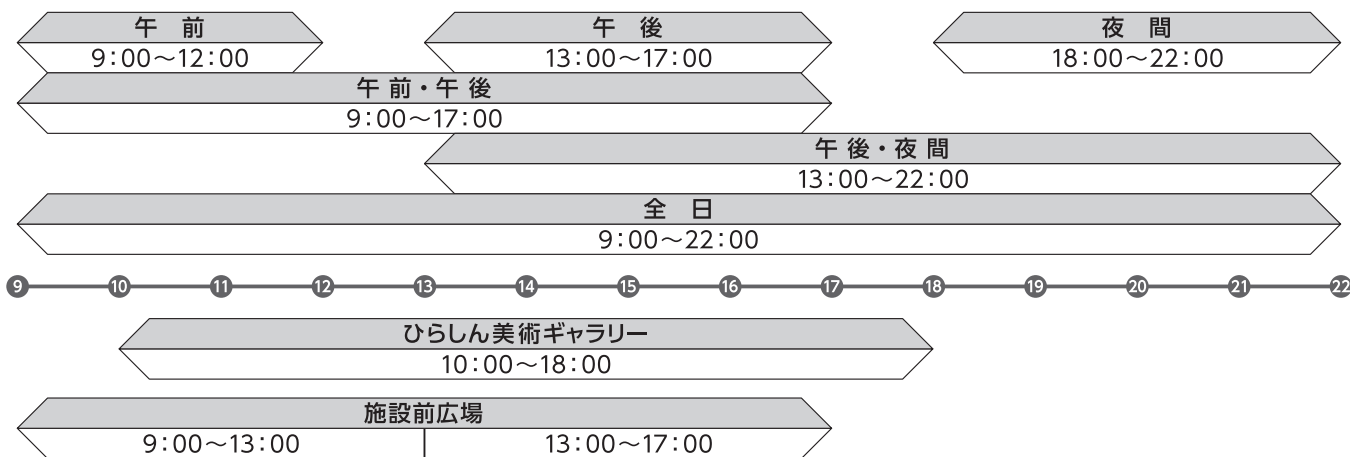 午 前 午 後 夜 間
9:00～12:00 13:00～17:00 18:00～22:00
午 前・午 後
9:00～17:00
午 後・夜 間
13:00～22:00
全 日
9:00～22:00
9 10 11 12 13 14 15 16 17 18 19 20 21 22
ひらしん美術ギャラリー
10:00～18:00
施設前広場
9:00～13:00 13:00～17:00